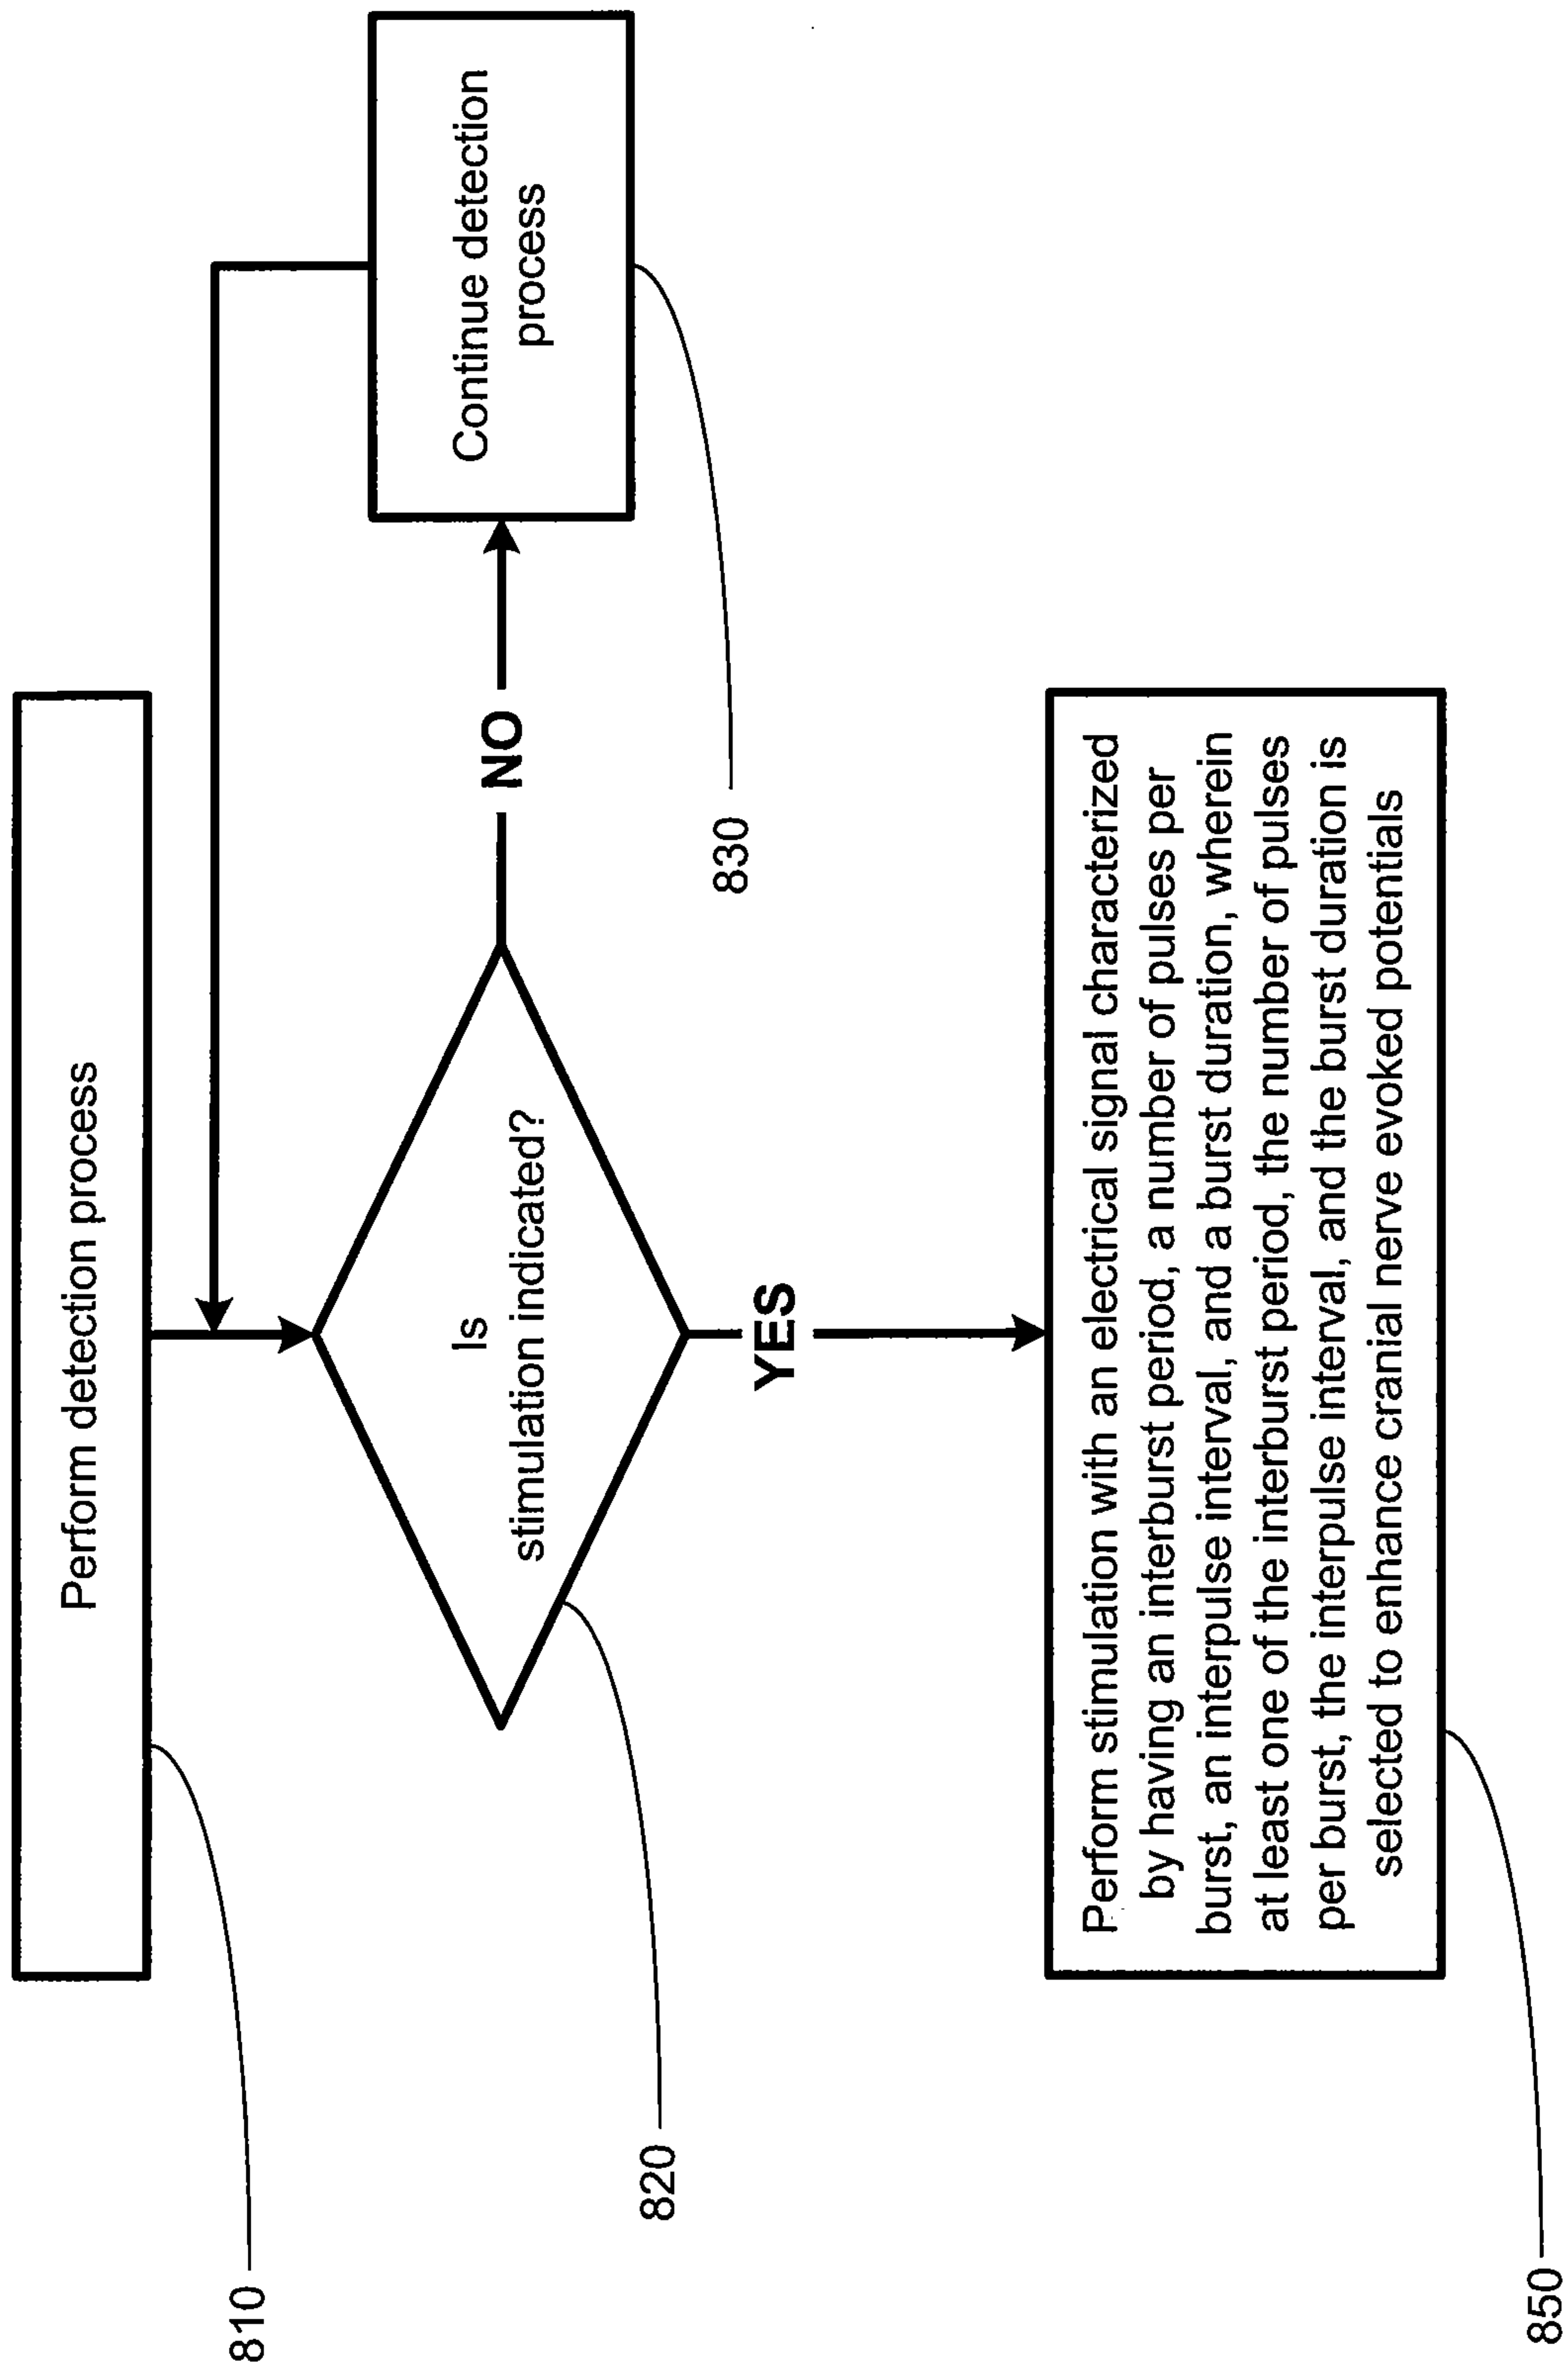 Perform detection process
810
Is
stimulation indicated?
820
NO
Continue detection
process
830
YES
Perform stimulation with an electrical signal characterized
by having an interburst period, a number of pulses per
burst, an interpulse interval, and a burst duration, wherein
at least one of the interburst period, the number of pulses
per burst, the interpulse interval, and the burst duration is
selected to enhance cranial nerve evoked potentials
850